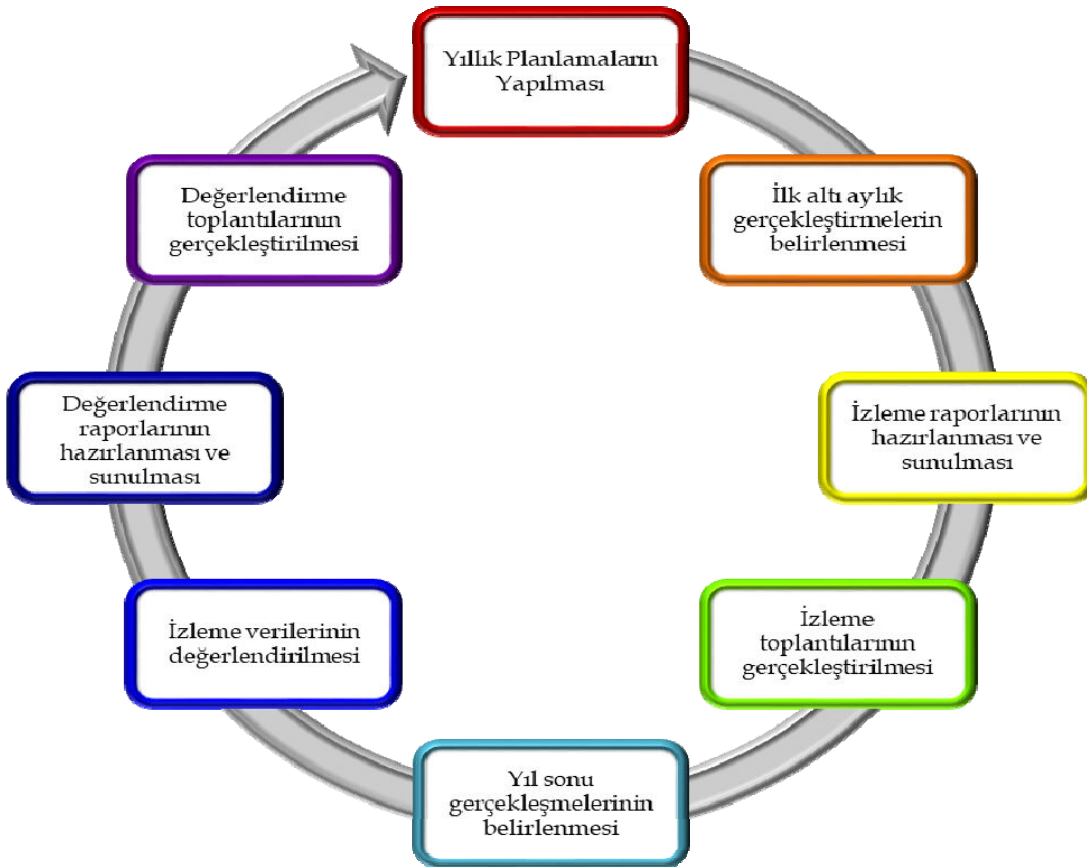 Yıllık Planlamaların
Yapılması
İlk altı aylık
gerçekleştirmelerin
belirlenmesi
İzleme raporlarının
hazırlanması ve
sunulması
İzleme
toplantılarının
gerçekleştirilmesi
Yıl sonu
gerçekleşmelerinin
belirlenmesi
İzleme verilerinin
değerlendirilmesi
Değerlendirme
raporlarının
hazırlanması ve
sunulması
Değerlendirme
toplantılarının
gerçekleştirilmesi